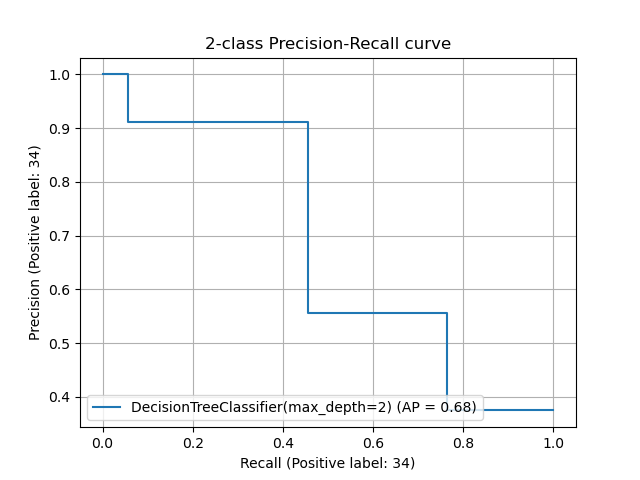 2-class Precision-Recall curve
1.0
0.9
0.8
0.7
0.6
0.5
0.4
Precision (Positive label: 34)
DecisionTreeClassifier(max_depth=2) (AP = 0.68)
0.0 0.2 0.4 0.6 0.8 1.0
Recall (Positive label: 34)